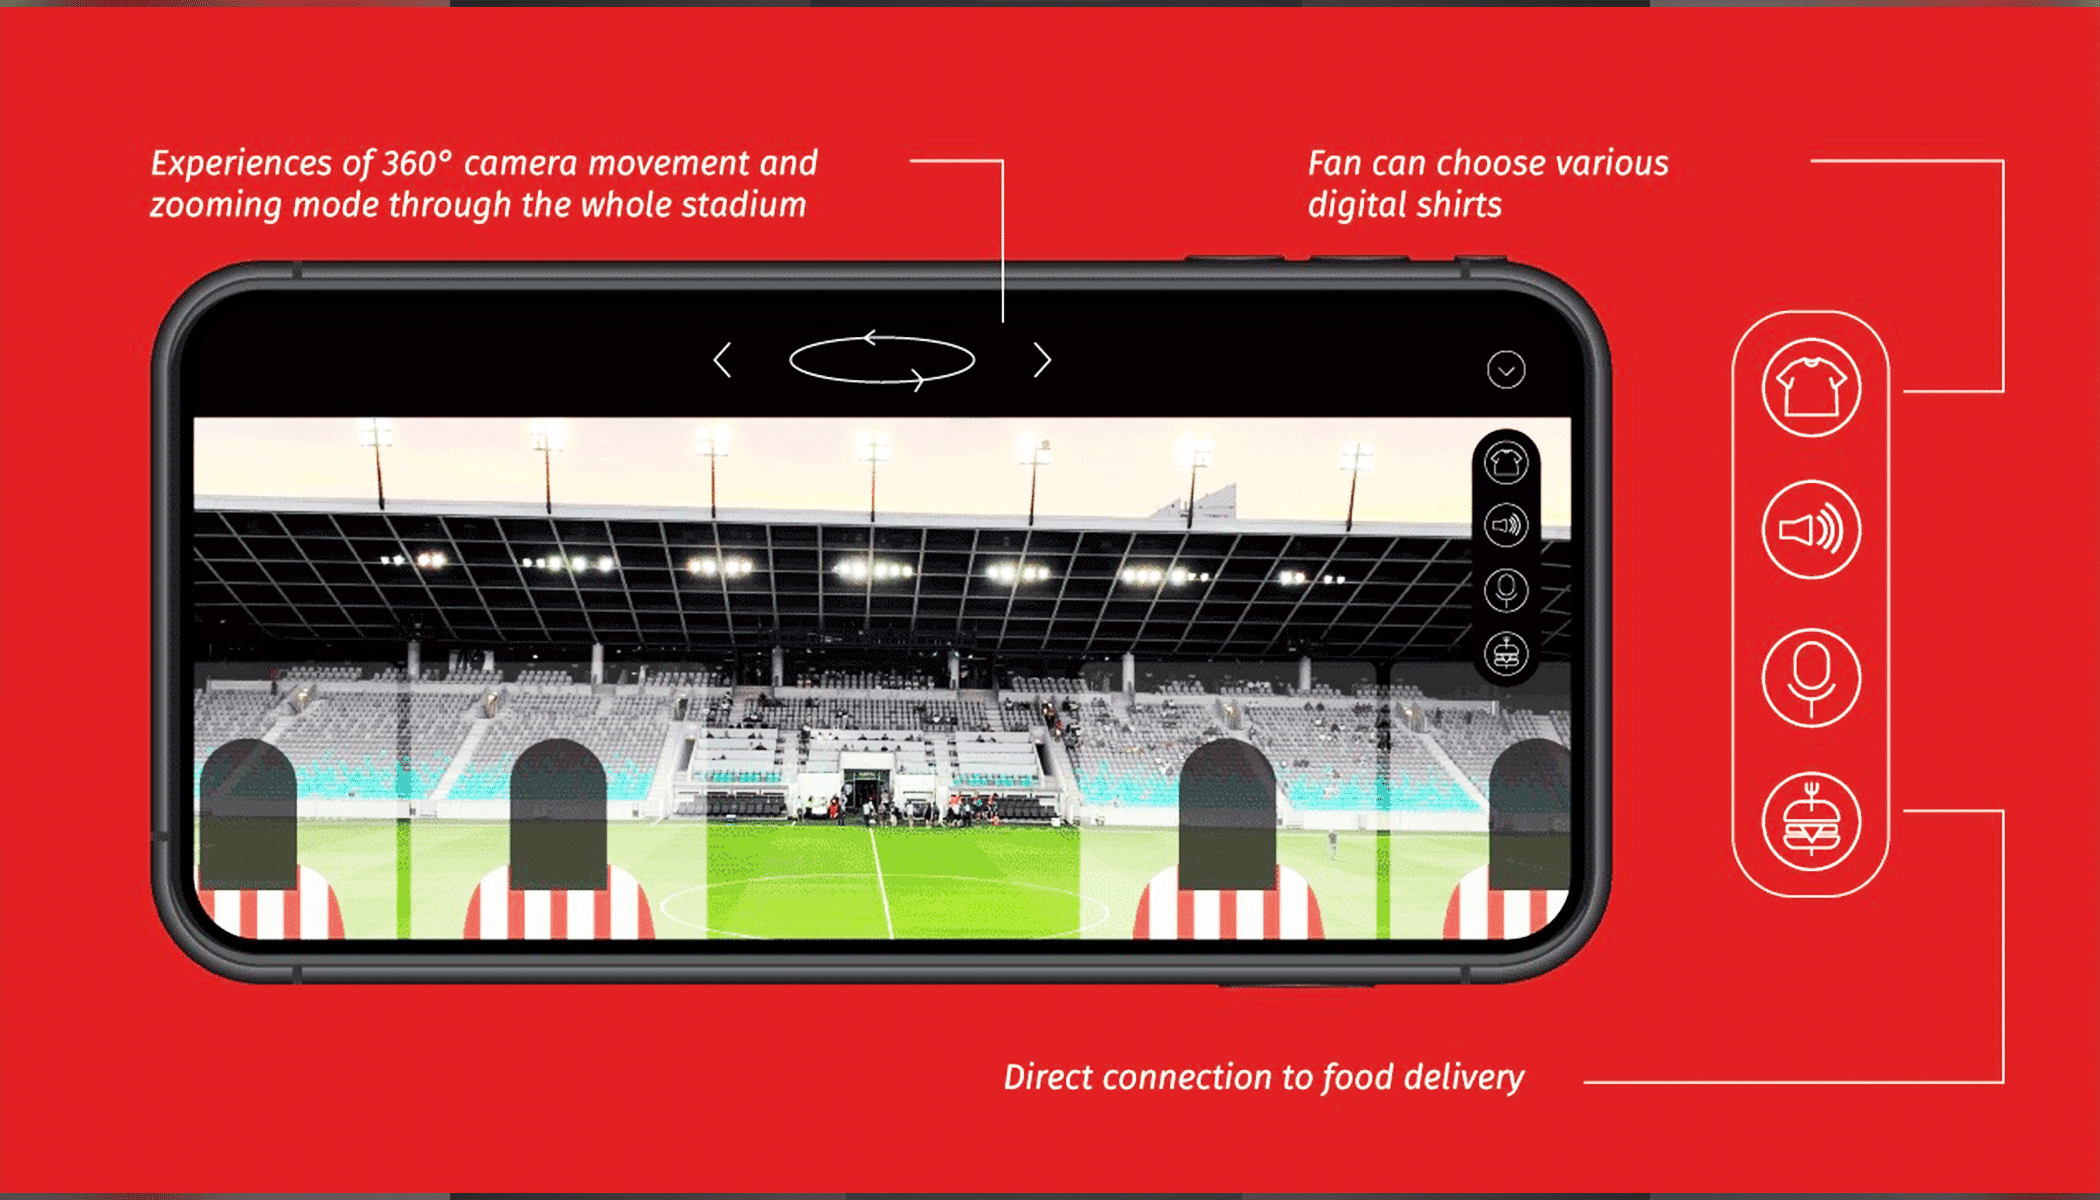 Experiences of 360° camera movement and
zooming mode through the whole stadium
Fan can choose various
digital shirts
Direct connection to food delivery